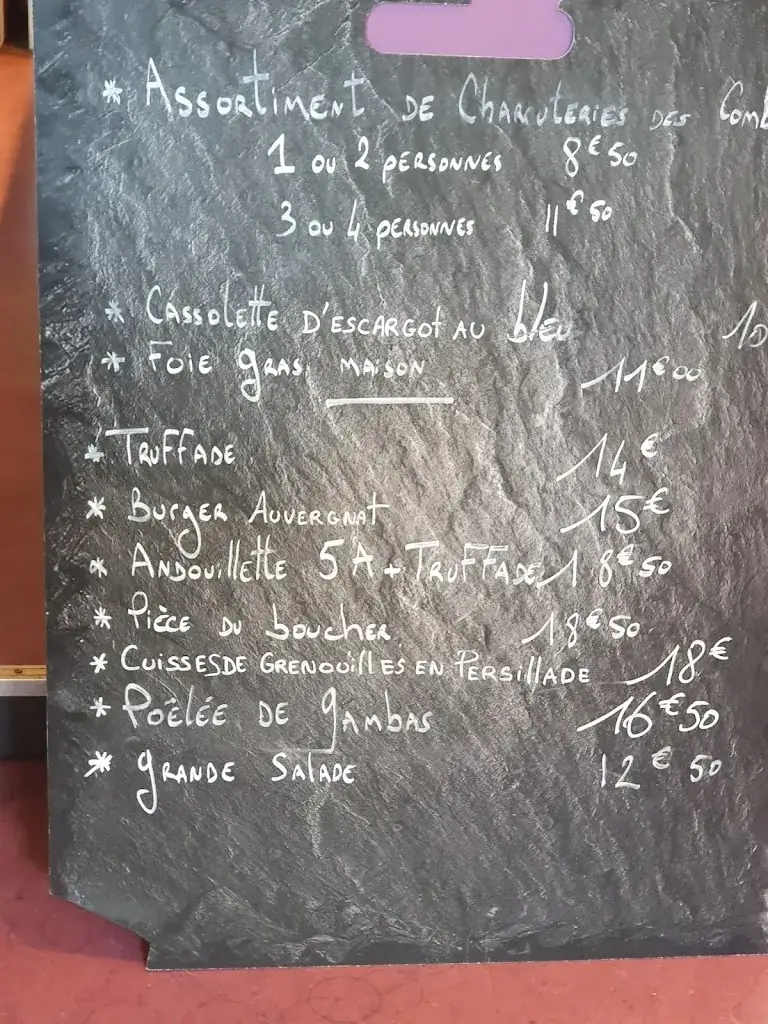 * ASSORTIMENT DE CHARCUTERIES DES COMB
1 OU 2 PERSONNES 8€50
3 OU 4 PERSONNES 11€50
* CASSOLETTE D'ESCARGOT AU bleu 10
* FOIE GRAS MAISON 11€00
* TRUFFADE 14€
* BURGER AUVERGNAT 15€
* ANDOUILLETTE 5A + TRUFFADE 18€50
* PIÈCE DU BOUCHER 18€50
* CUISSES DE GRENOUILLES EN PERSILLADE 18€
* POÊLÉE DE GAMBAS 16€50
* GRANDE SALADE 12€50